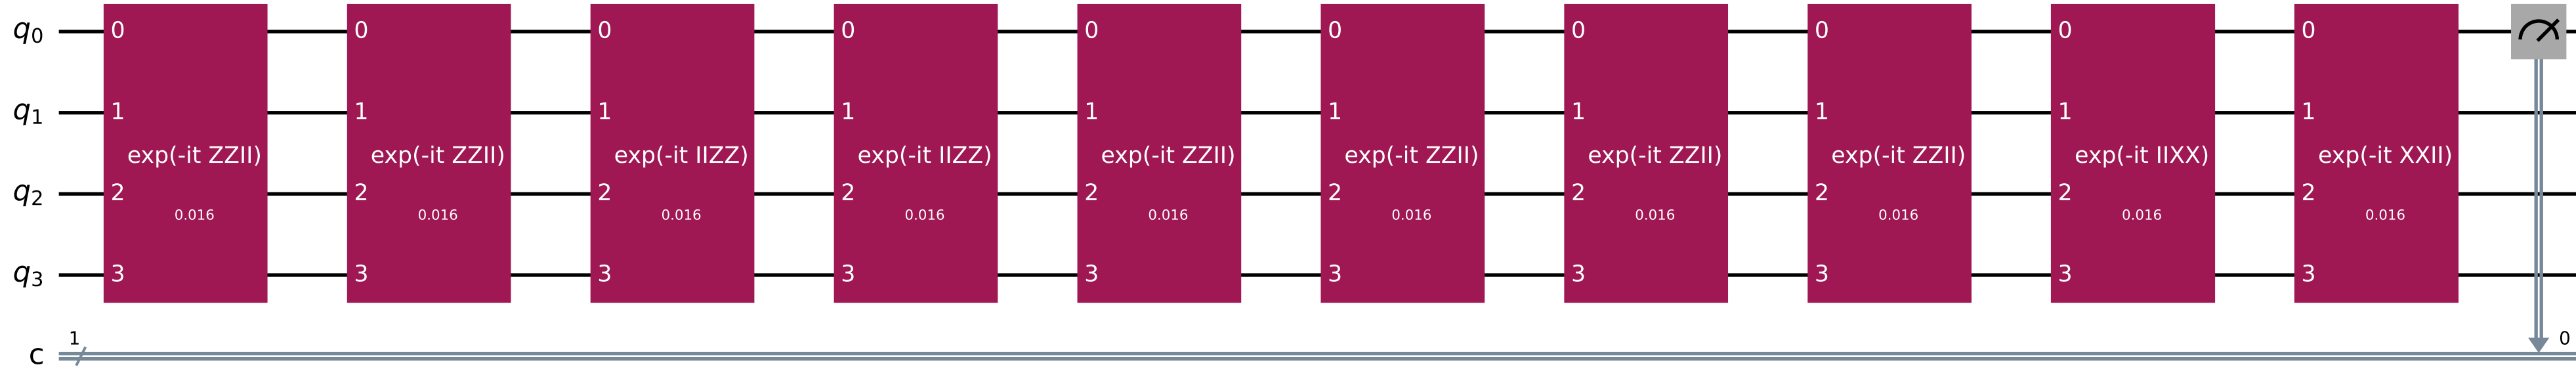 q0 0 0 0 0 0 0 0 0 0 0
q1 1 1 1 1 1 1 1 1 1 1
exp(-it ZZII) exp(-it ZZII) exp(-it IIZZ) exp(-it IIZZ) exp(-it ZZII) exp(-it ZZII) exp(-it ZZII) exp(-it ZZII) exp(-it IIXX) exp(-it XXII)
q2 2 2 2 2 2 2 2 2 2 2
0.016 0.016 0.016 0.016 0.016 0.016 0.016 0.016 0.016 0.016
q3 3 3 3 3 3 3 3 3 3 3
1 0
c